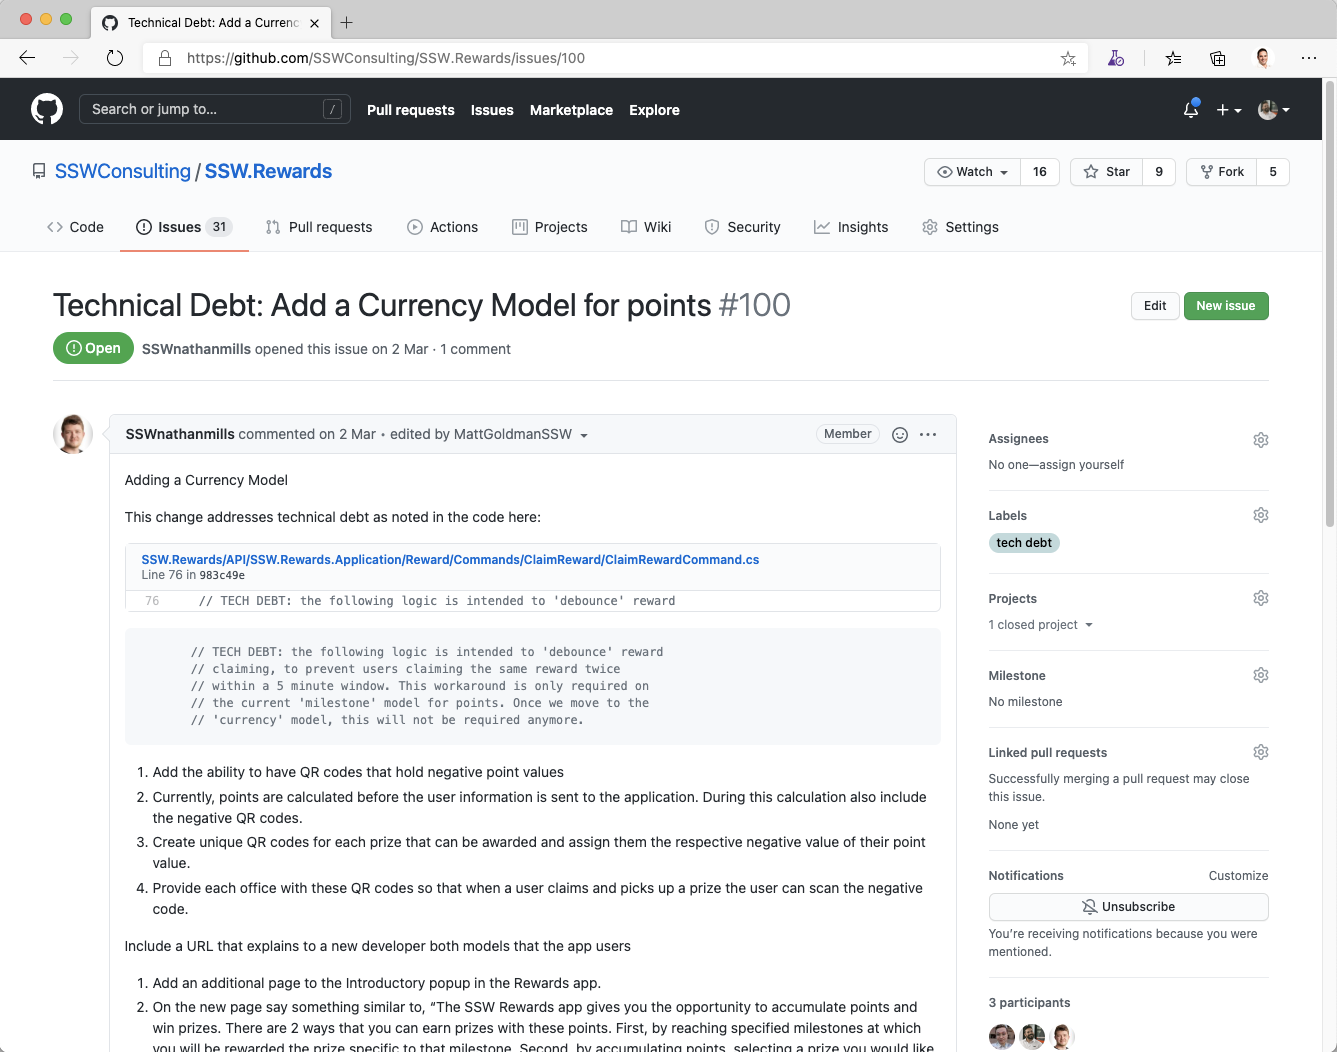 Technical Debt: Add a Currenc
https://github.com/SSWConsulting/SSW.Rewards/issues/100
Search or jump to... /
Pull requests Issues Marketplace Explore
SSWConsulting / SSW.Rewards
Watch 16 Star 9 Fork 5
Code Issues 31 Pull requests Actions Projects Wiki Security Insights Settings
Technical Debt: Add a Currency Model for points #100
Edit New issue
Open SSWnathanmills opened this issue on 2 Mar · 1 comment
SSWnathanmills commented on 2 Mar • edited by MattGoldmanSSW Member
Adding a Currency Model
This change addresses technical debt as noted in the code here:
SSW.Rewards/API/SSW.Rewards.Application/Reward/Commands/ClaimReward/ClaimRewardCommand.cs
Line 76 in 983c49e
76 // TECH DEBT: the following logic is intended to 'debounce' reward
// TECH DEBT: the following logic is intended to 'debounce' reward
// claiming, to prevent users claiming the same reward twice
// within a 5 minute window. This workaround is only required on
// the current 'milestone' model for points. Once we move to the
// 'currency' model, this will not be required anymore.
1. Add the ability to have QR codes that hold negative point values
2. Currently, points are calculated before the user information is sent to the application. During this calculation also include
the negative QR codes.
3. Create unique QR codes for each prize that can be awarded and assign them the respective negative value of their point
value.
4. Provide each office with these QR codes so that when a user claims and picks up a prize the user can scan the negative
code.
Include a URL that explains to a new developer both models that the app users
1. Add an additional page to the Introductory popup in the Rewards app.
2. On the new page say something similar to, “The SSW Rewards app gives you the opportunity to accumulate points and
win prizes. There are 2 ways that you can earn prizes with these points. First, by reaching specified milestones at which
you will be rewarded the prize specific to that milestone. Second, by accumulating points, selecting a prize you would like
Assignees
No one—assign yourself
Labels
tech debt
Projects
1 closed project
Milestone
No milestone
Linked pull requests
Successfully merging a pull request may close
this issue.
None yet
Notifications Customize
Unsubscribe
You’re receiving notifications because you were
mentioned.
3 participants